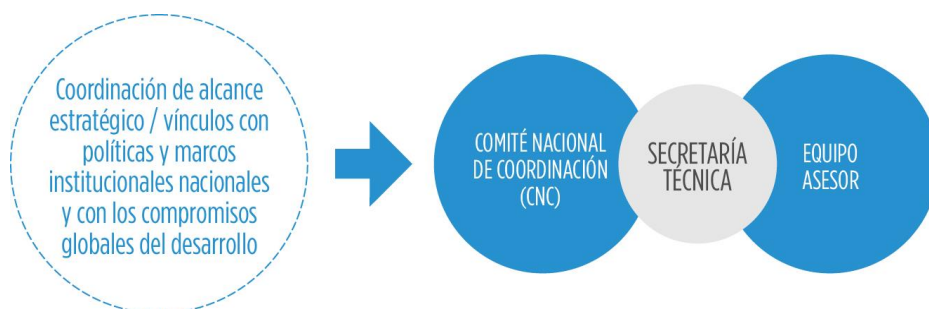 Coordinación de alcance
estratégico / vínculos con
políticas y marcos
institucionales nacionales
y con los compromisos
globales del desarrollo
COMITÉ NACIONAL
DE COORDINACIÓN
(CNC)
SECRETARÍA
TÉCNICA
EQUIPO
ASESOR